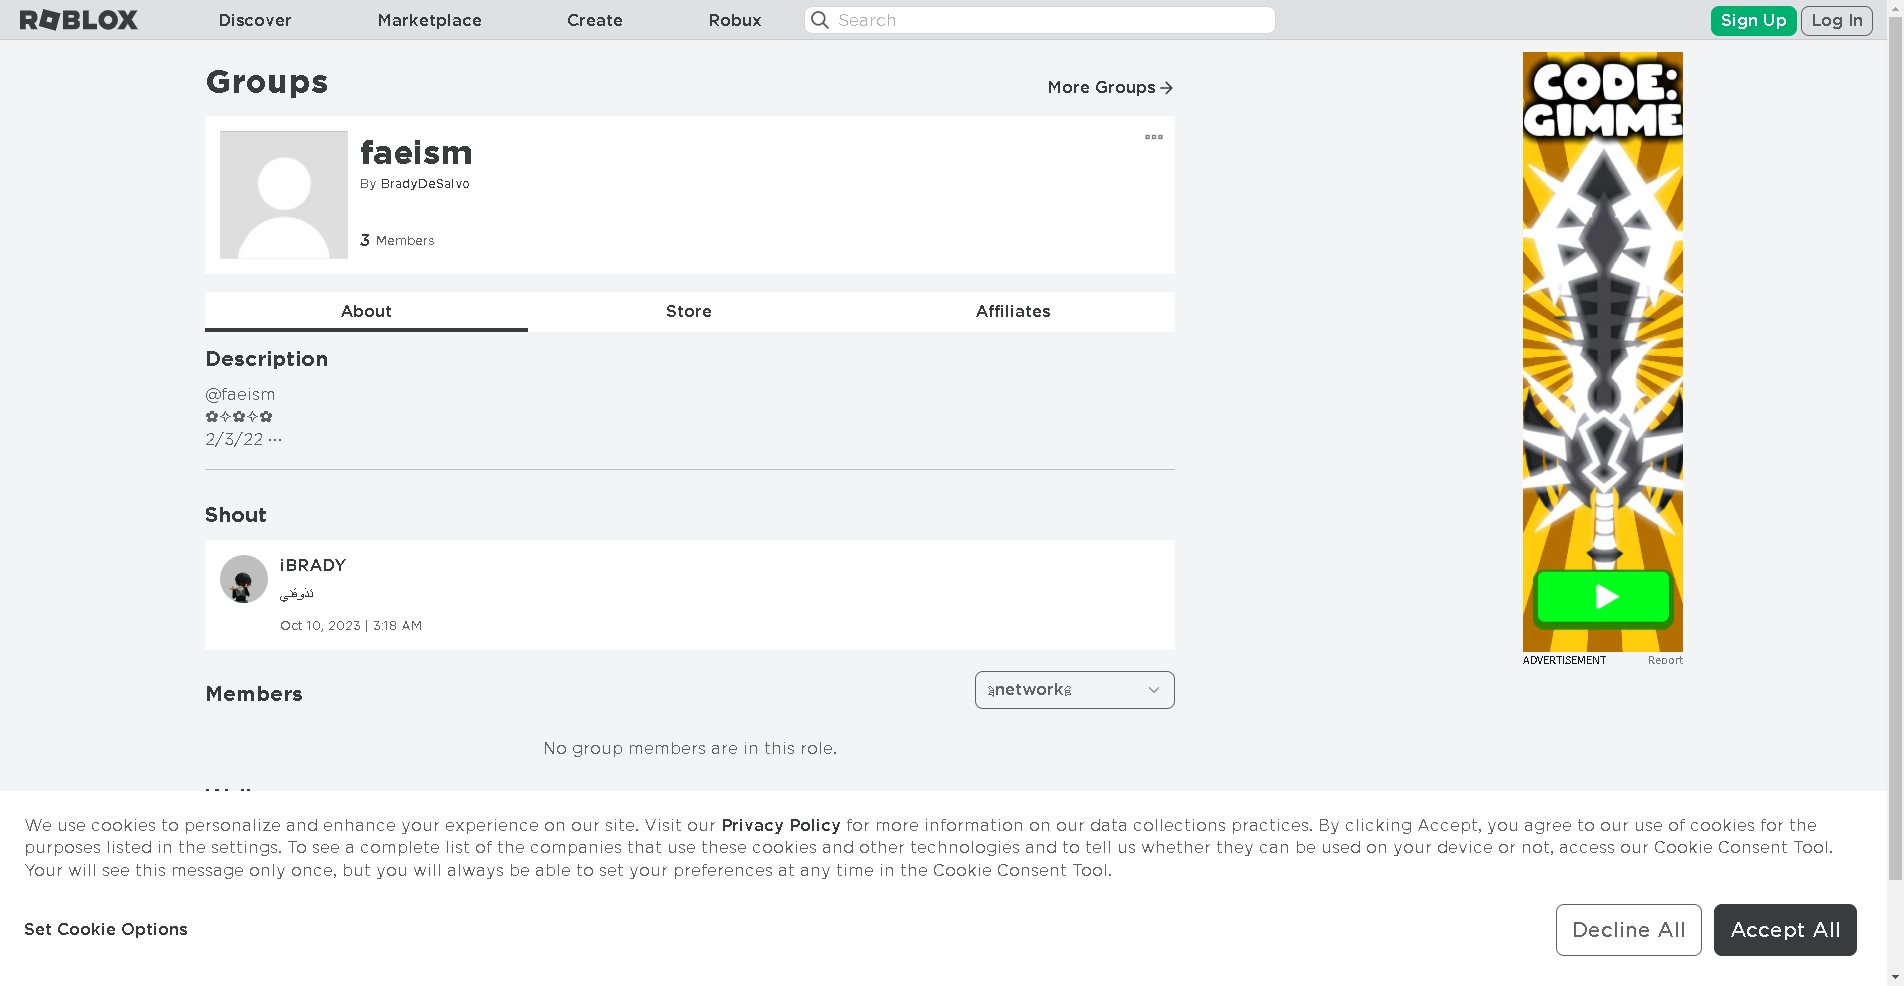 ROBLOX
Discover
Marketplace
Create
Robux
Search
Sign Up
Log In
Groups
More Groups
faeism
By BradyDeSalvo
3 Members
About
Store
Affiliates
Description
@faeism
✿✧✿✧✿
2/3/22 ···
Shout
iBRADY
Oct 10, 2023 | 3:18 AM
Members
network
No group members are in this role.
CODE:
GIMME
ADVERTISEMENT
Report
We use cookies to personalize and enhance your experience on our site. Visit our Privacy Policy for more information on our data collections practices. By clicking Accept, you agree to our use of cookies for the
purposes listed in the settings. To see a complete list of the companies that use these cookies and other technologies and to tell us whether they can be used on your device or not, access our Cookie Consent Tool.
Your will see this message only once, but you will always be able to set your preferences at any time in the Cookie Consent Tool.
Set Cookie Options
Decline All
Accept All